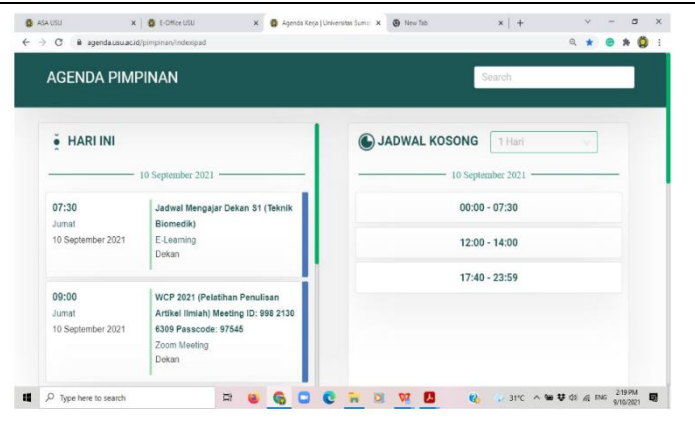 ASA USU
E-Office USU
Agenda Kerja | Universitas Suma
New Tab
agenda.usu.ac.id/pimpinan/indexpad
AGENDA PIMPINAN
Search
HARI INI
10 September 2021
07:30
Jumat
10 September 2021
Jadwal Mengajar Dekan S1 (Teknik
Biomedik)
E-Learning
Dekan
09:00
Jumat
10 September 2021
WCP 2021 (Pelatihan Penulisan
Artikel Ilmiah) Meeting ID: 998 2130
6309 Passcode: 97545
Zoom Meeting
Dekan
JADWAL KOSONG
1 Hari
10 September 2021
00:00 - 07:30
12:00 - 14:00
17:40 - 23:59
Type here to search
31°C
ENG
2:19 PM
9/10/2021